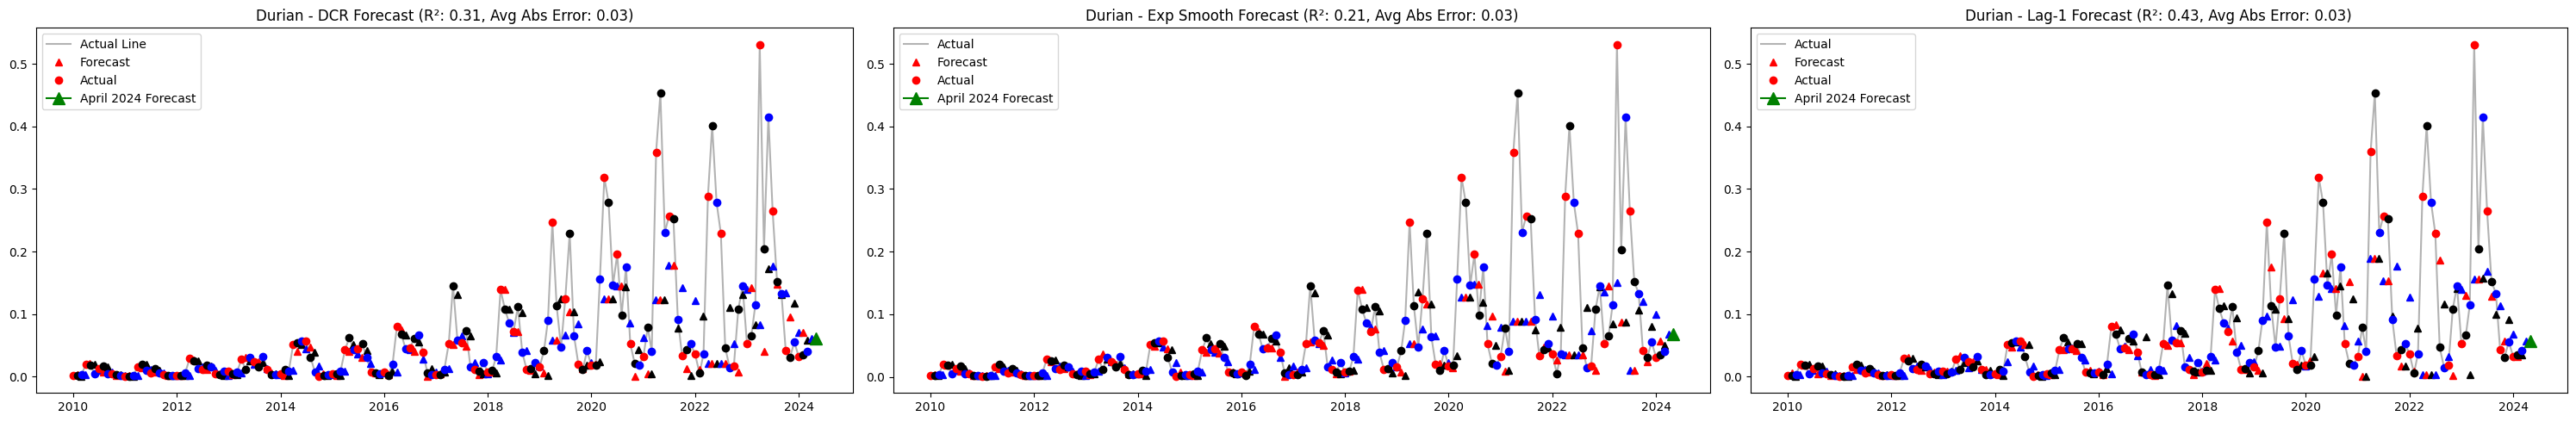 Durian - DCR Forecast (R²: 0.31, Avg Abs Error: 0.03)
Actual Line
Forecast
Actual
April 2024 Forecast
0.5
0.4
0.3
0.2
0.1
0.0
2010 2012 2014 2016 2018 2020 2022 2024
Durian - Exp Smooth Forecast (R²: 0.21, Avg Abs Error: 0.03)
Actual
Forecast
Actual
April 2024 Forecast
0.5
0.4
0.3
0.2
0.1
0.0
2010 2012 2014 2016 2018 2020 2022 2024
Durian - Lag-1 Forecast (R²: 0.43, Avg Abs Error: 0.03)
Actual
Forecast
Actual
April 2024 Forecast
0.5
0.4
0.3
0.2
0.1
0.0
2010 2012 2014 2016 2018 2020 2022 2024